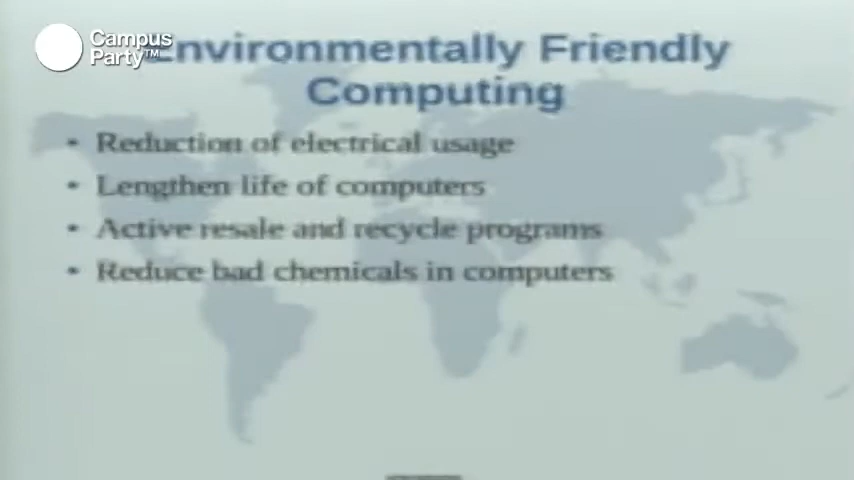 Campus
Party™
Environmentally Friendly
Computing
• Reduction of electrical usage
• Lengthen life of computers
• Active resale and recycle programs
• Reduce bad chemicals in computers